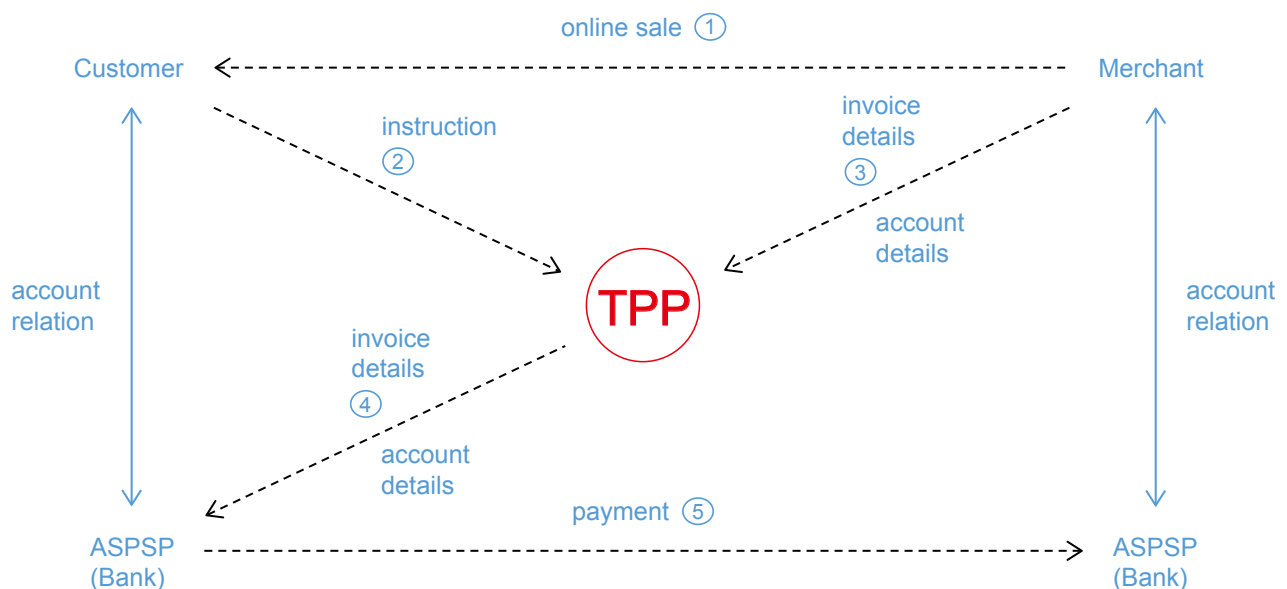 online sale 1
Customer
Merchant
instruction
2
invoice
details
3
account
details
account
relation
TPP
account
relation
invoice
details
4
account
details
payment 5
ASPSP
(Bank)
ASPSP
(Bank)